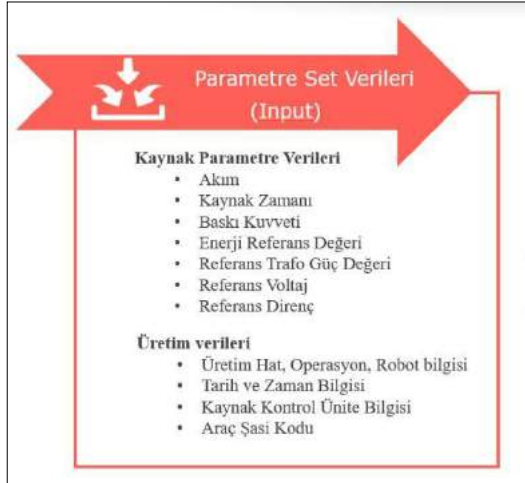 Parametre Set Verileri
(Input)
Kaynak Parametre Verileri
• Akım
• Kaynak Zamanı
• Baskı Kuvveti
• Enerji Referans Değeri
• Referans Trafo Güç Değeri
• Referans Voltaj
• Referans Direnç
Üretim verileri
• Üretim Hat, Operasyon, Robot bilgisi
• Tarih ve Zaman Bilgisi
• Kaynak Kontrol Ünite Bilgisi
• Araç Şasi Kodu